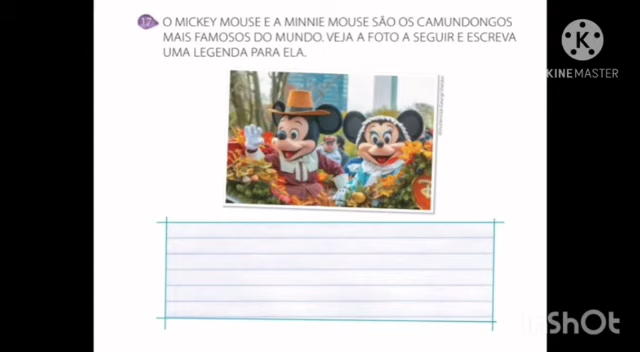 17. O MICKEY MOUSE E A MINNIE MOUSE SÃO OS CAMUNDONGOS
MAIS FAMOSOS DO MUNDO. VEJA A FOTO A SEGUIR E ESCREVA
UMA LEGENDA PARA ELA.
KINEMASTER
InShOt